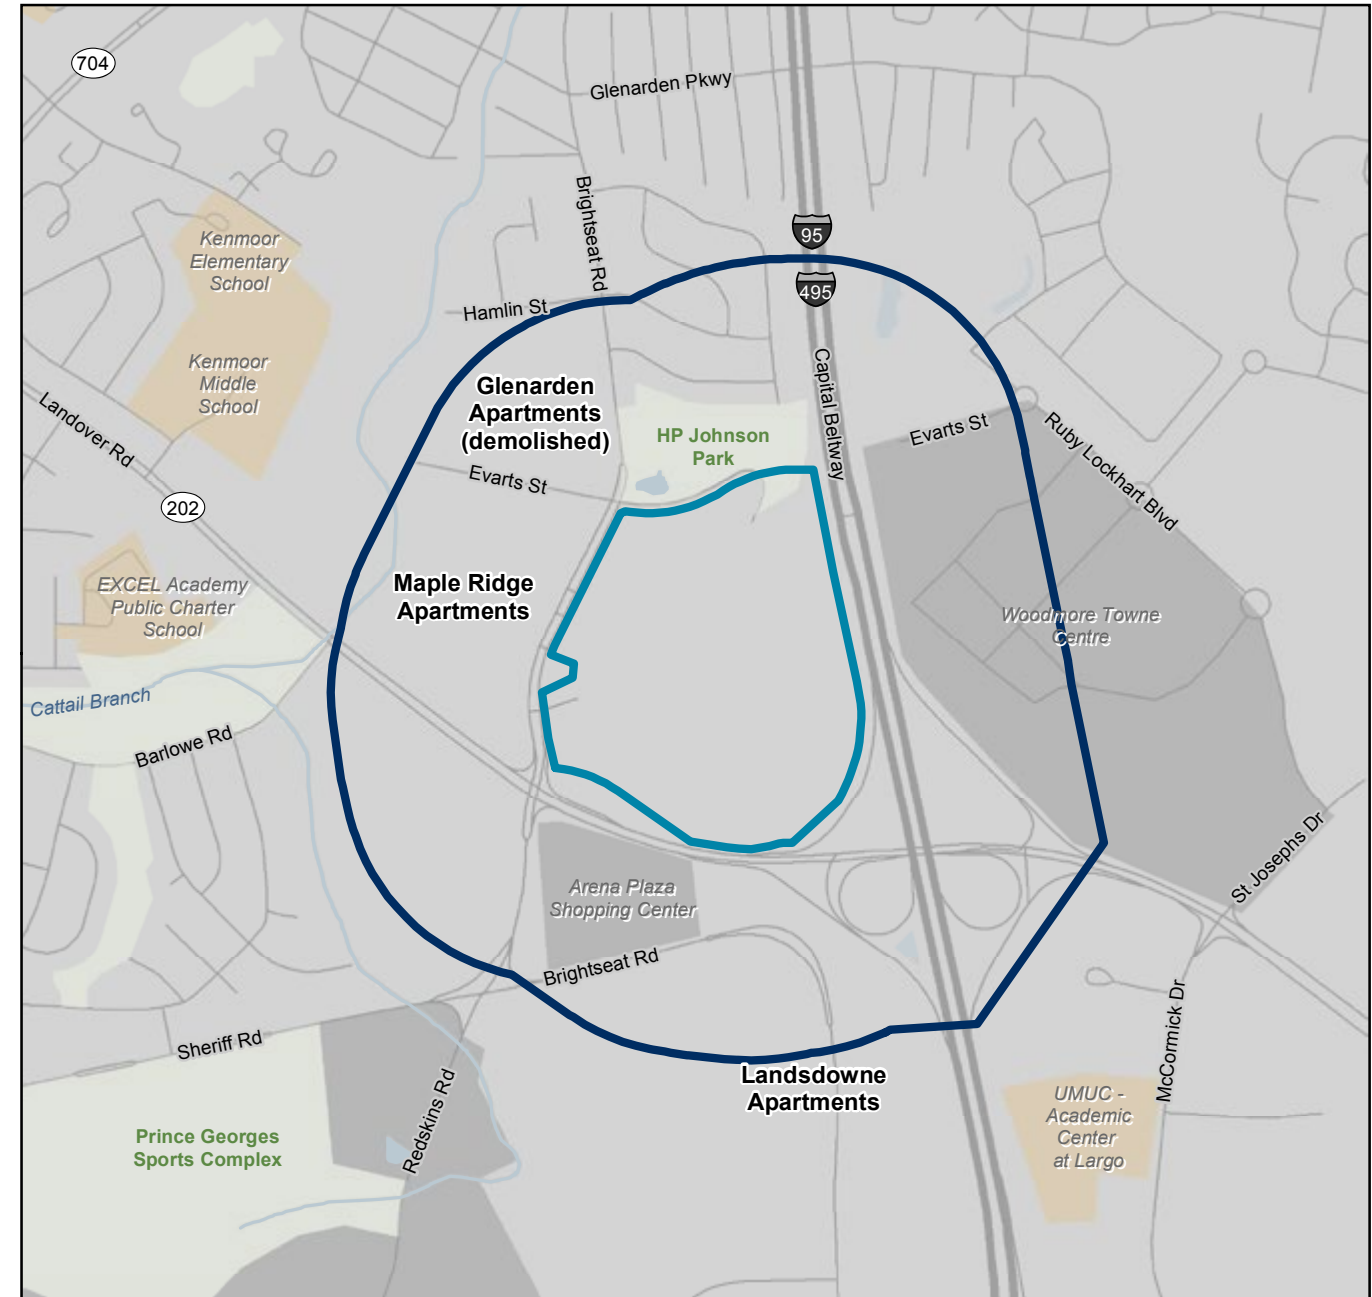 704
Glenarden Pkwy
Brightseat Rd
95
495
Kenmoor
Elementary
School
Hamlin St
Kenmoor
Middle
School
Capital Beltway
Glenarden
Apartments
(demolished)
HP Johnson
Park
Evarts St
Ruby Lockhart Blvd
Landover Rd
Evarts St
202
EXCEL Academy
Public Charter
School
Maple Ridge
Apartments
Woodmore Towne
Centre
Cattail Branch
Barlowe Rd
Arena Plaza
Shopping Center
St Josephs Dr
Brightseat Rd
McCormick Dr
Sheriff Rd
Redskins Rd
Landsdowne
Apartments
UMUC -
Academic
Center
at Largo
Prince Georges
Sports Complex